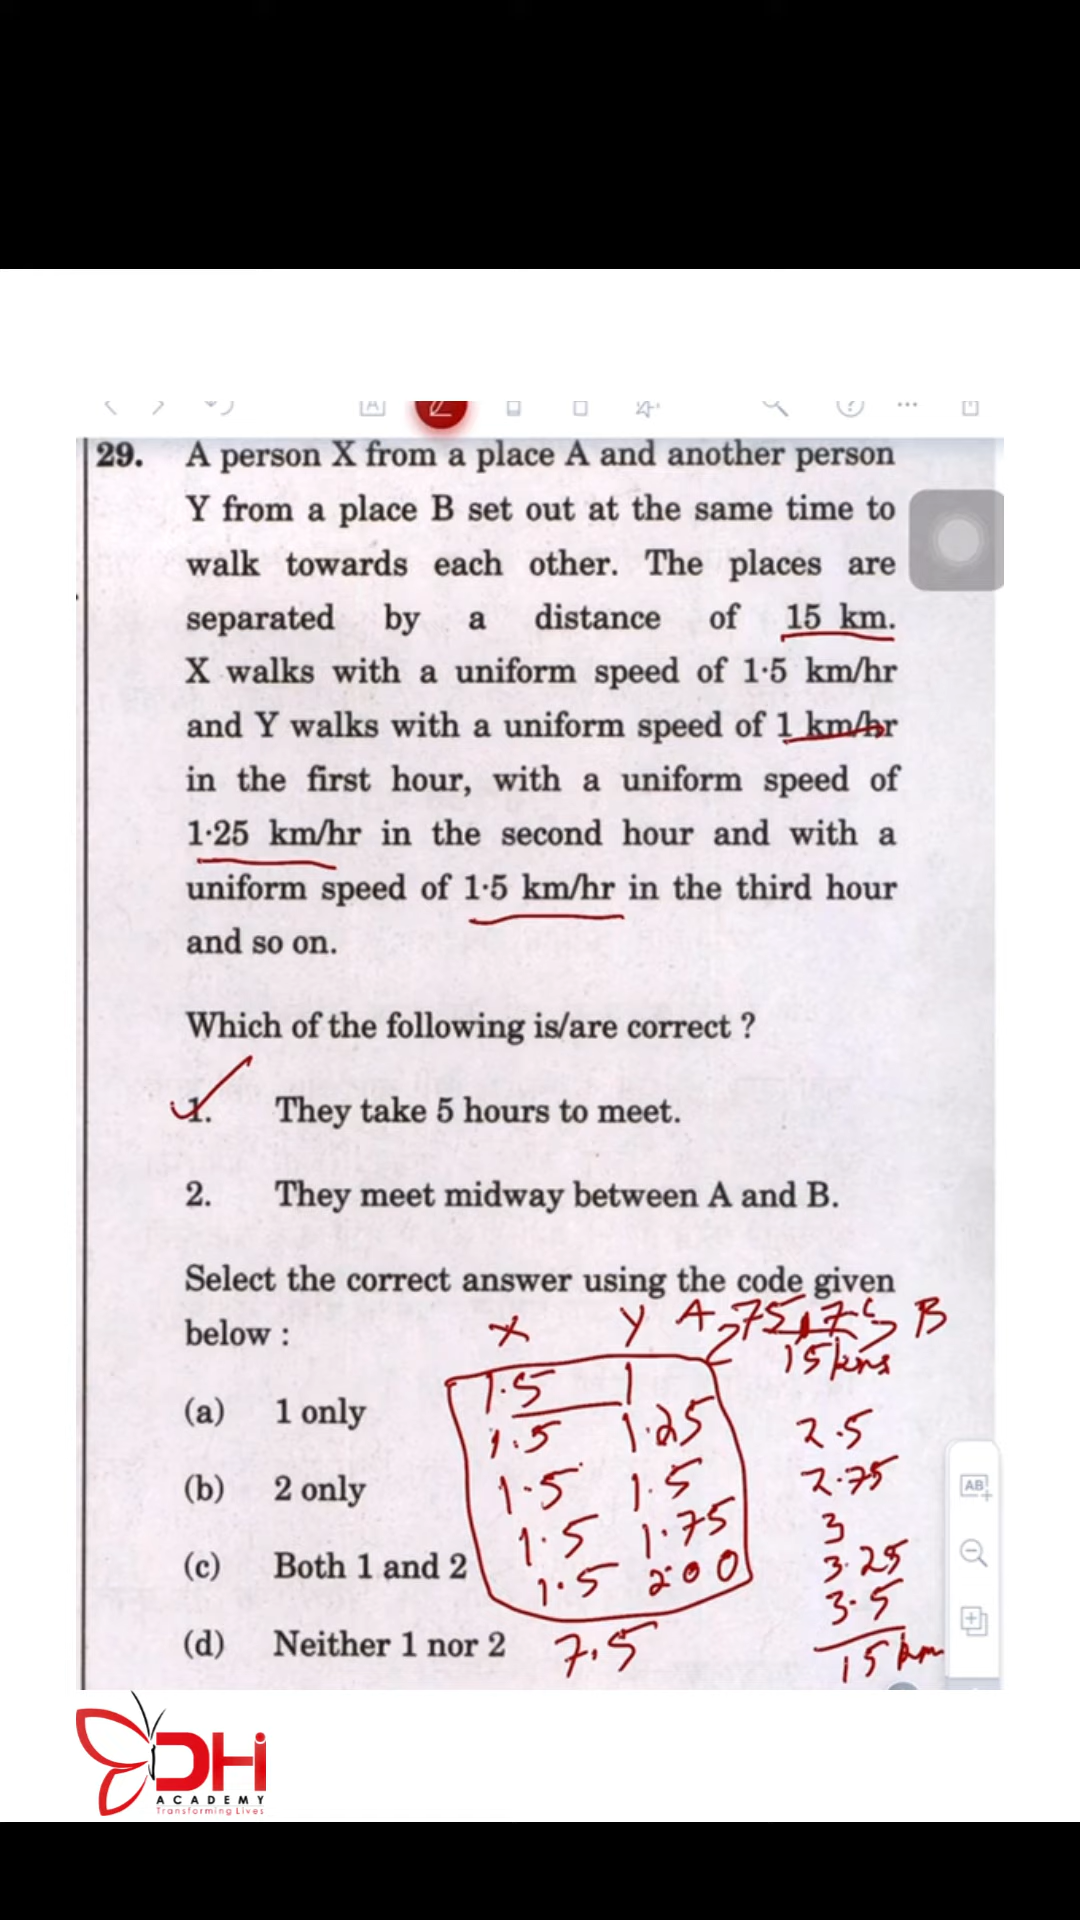 29. A person X from a place A and another person
Y from a place B set out at the same time to
walk towards each other. The places are
separated by a distance of 15 km.
X walks with a uniform speed of 1·5 km/hr
and Y walks with a uniform speed of 1 km/hr
in the first hour, with a uniform speed of
1·25 km/hr in the second hour and with a
uniform speed of 1·5 km/hr in the third hour
and so on.
Which of the following is/are correct ?
1. They take 5 hours to meet.
2. They meet midway between A and B.
Select the correct answer using the code given
below :
(a) 1 only
(b) 2 only
(c) Both 1 and 2
(d) Neither 1 nor 2
X Y A B
15 kms
1.5 1
1.5 1.25
1.5 1.5
1.5 1.75
1.5 2.00
7.5
2.5
2.75
3
3.25
3.5
15 km
DHi
ACADEMY
Transforming Lives